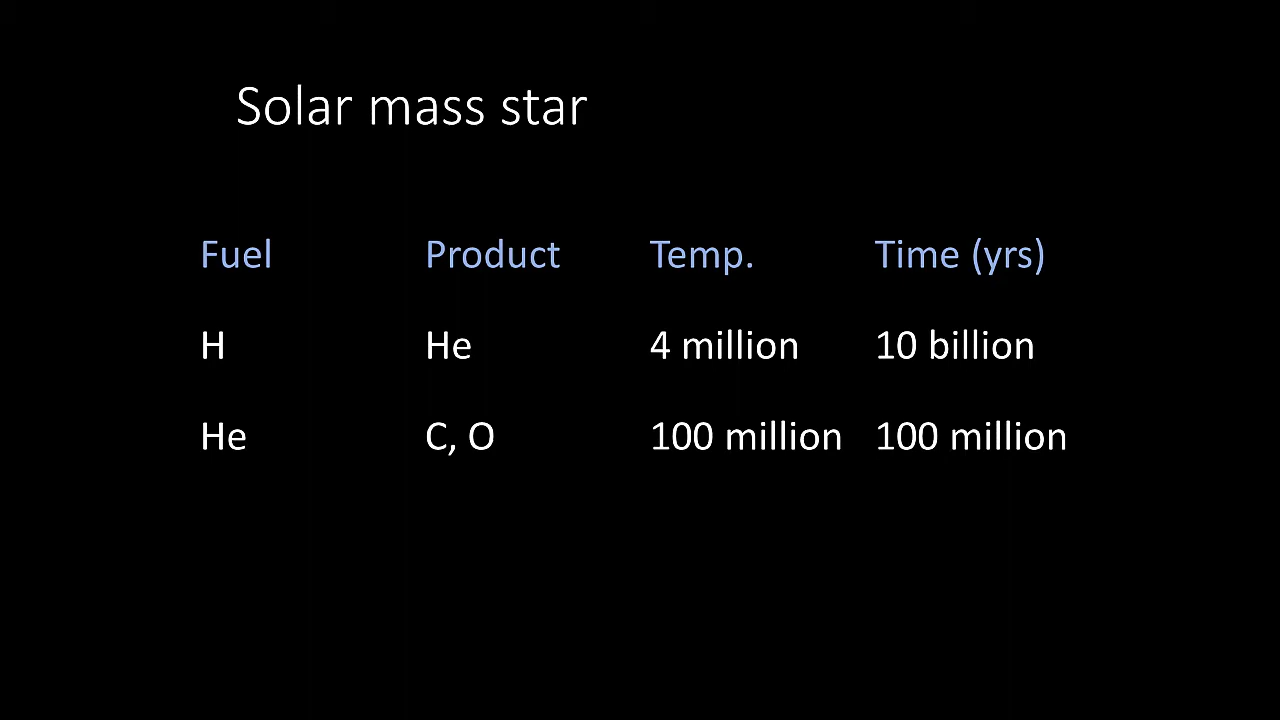 Solar mass star
Fuel Product Temp. Time (yrs)
H He 4 million 10 billion
He C, O 100 million 100 million